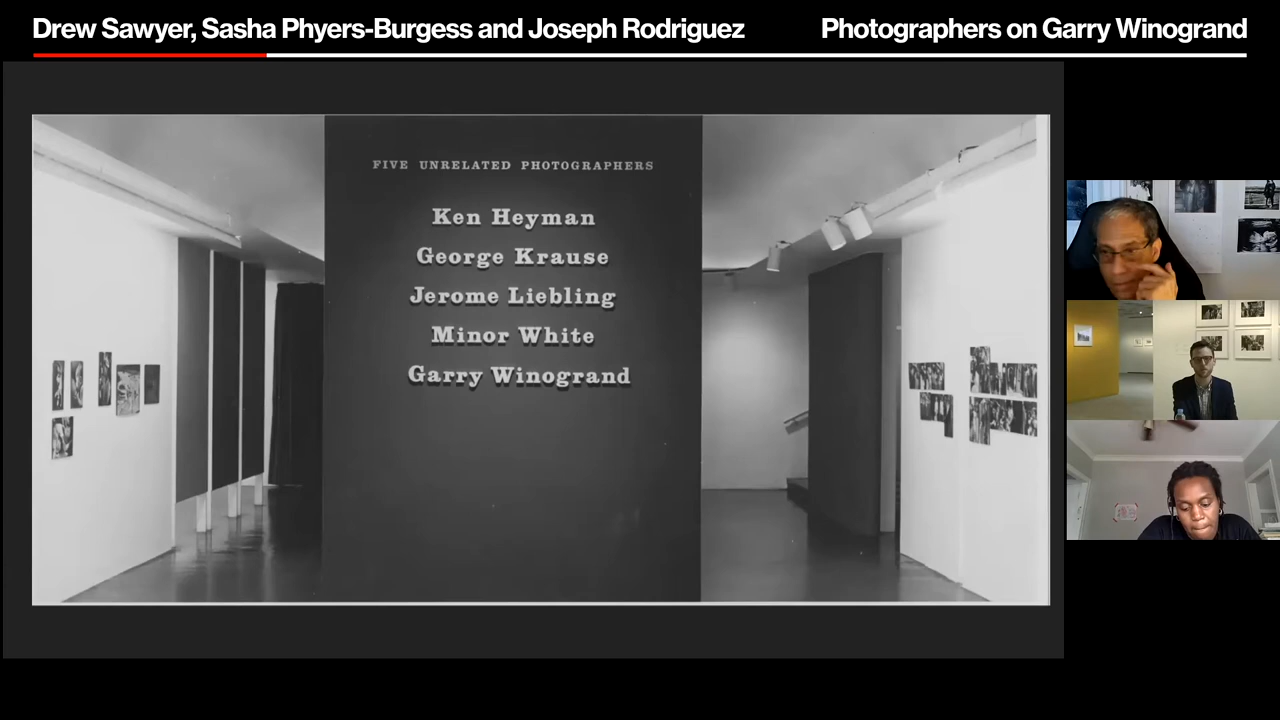 Drew Sawyer, Sasha Phyers-Burgess and Joseph Rodriguez
Photographers on Garry Winogrand
FIVE UNRELATED PHOTOGRAPHERS
Ken Heyman
George Krause
Jerome Liebling
Minor White
Garry Winogrand